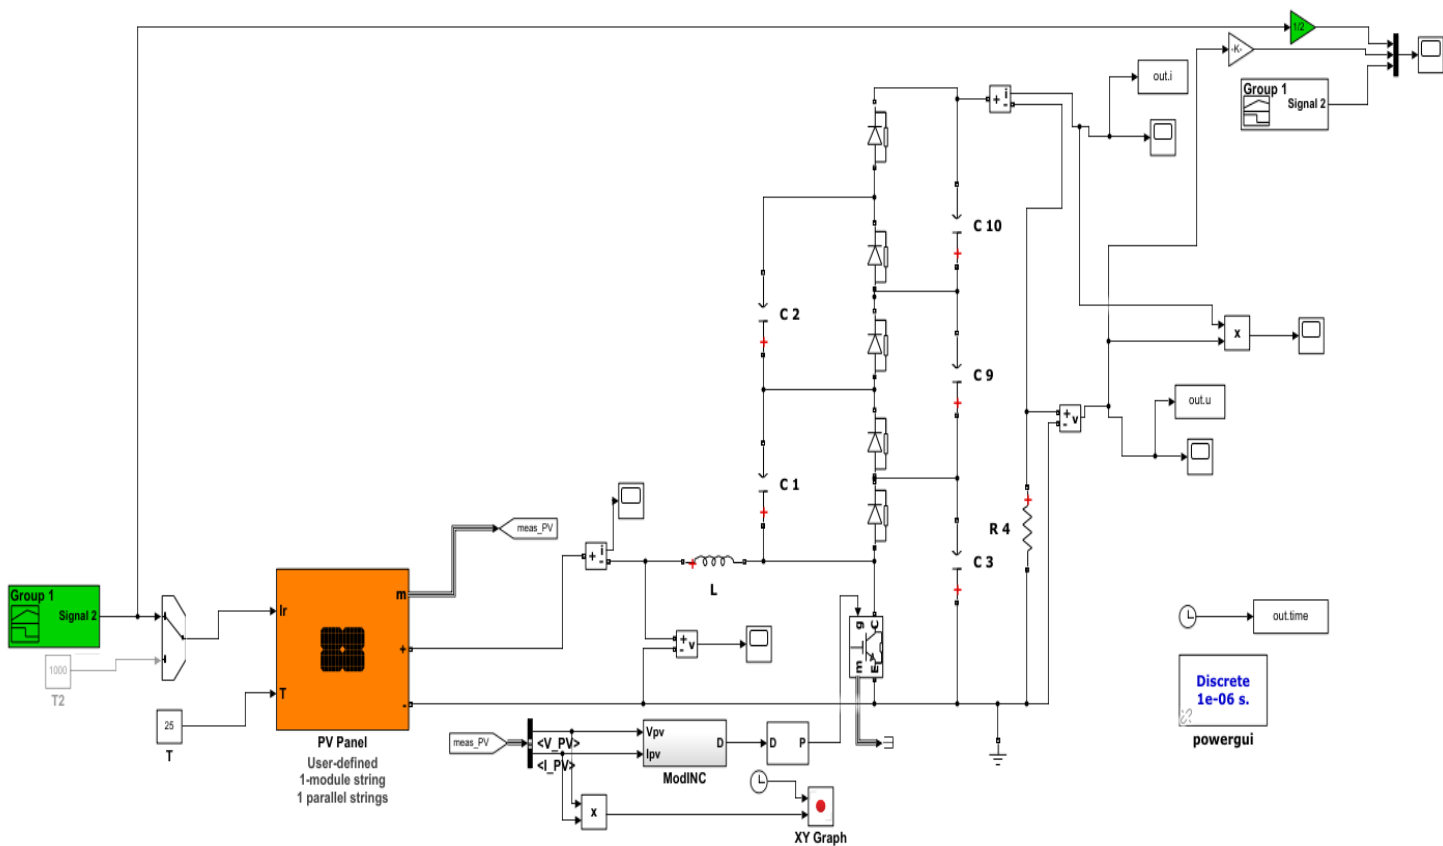 1/2
-K-
out.i
Group 1
Signal 2
+
i
-
C 10
C 2
x
C 9
out.u
+
-
v
C 1
R 4
meas_PV
+
i
-
L
C 3
Group 1
Signal 2
m
Ir
1000
T2
+
T
-
25
T
PV Panel
User-defined
1-module string
1 parallel strings
+
-
v
g
C
m
E
out.time
Discrete
1e-06 s.
powergui
meas_PV
<V_PV>
<I_PV>
Vpv
Ipv
D
ModINC
D
P
x
XY Graph